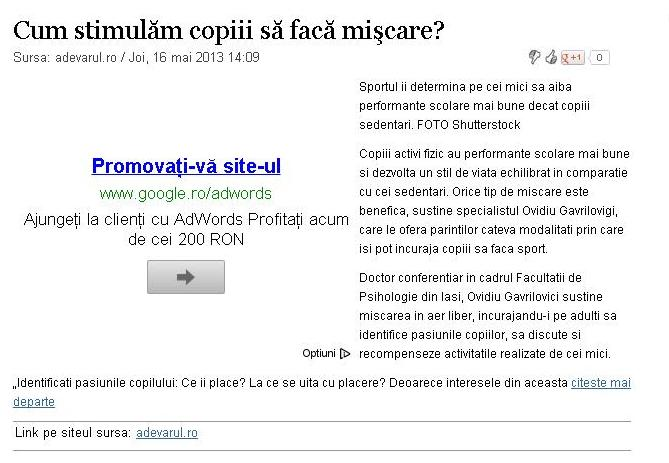 Cum stimulăm copiii să facă mişcare?
Sursa: adevarul.ro / Joi, 16 mai 2013 14:09
+1
0
Promovați-vă site-ul
www.google.ro/adwords
Ajungeți la clienți cu AdWords Profitați acum
de cei 200 RON
Optiuni
Sportul ii determina pe cei mici sa aiba
performante scolare mai bune decat copiii
sedentari. FOTO Shutterstock
Copiii activi fizic au performante scolare mai bune
si dezvolta un stil de viata echilibrat in comparatie
cu cei sedentari. Orice tip de miscare este
benefica, sustine specialistul Ovidiu Gavrilovigi,
care le ofera parintilor cateva modalitati prin care
isi pot incuraja copiii sa faca sport.
Doctor conferentiar in cadrul Facultatii de
Psihologie din Iasi, Ovidiu Gavrilovici sustine
miscarea in aer liber, incurajandu-i pe adulti sa
identifice pasiunile copiilor, sa discute si
recompenseze activitatile realizate de cei mici.
„Identificati pasiunile copilului: Ce ii place? La ce se uita cu placere? Deoarece interesele din aceasta citeste mai
departe
Link pe siteul sursa: adevarul.ro